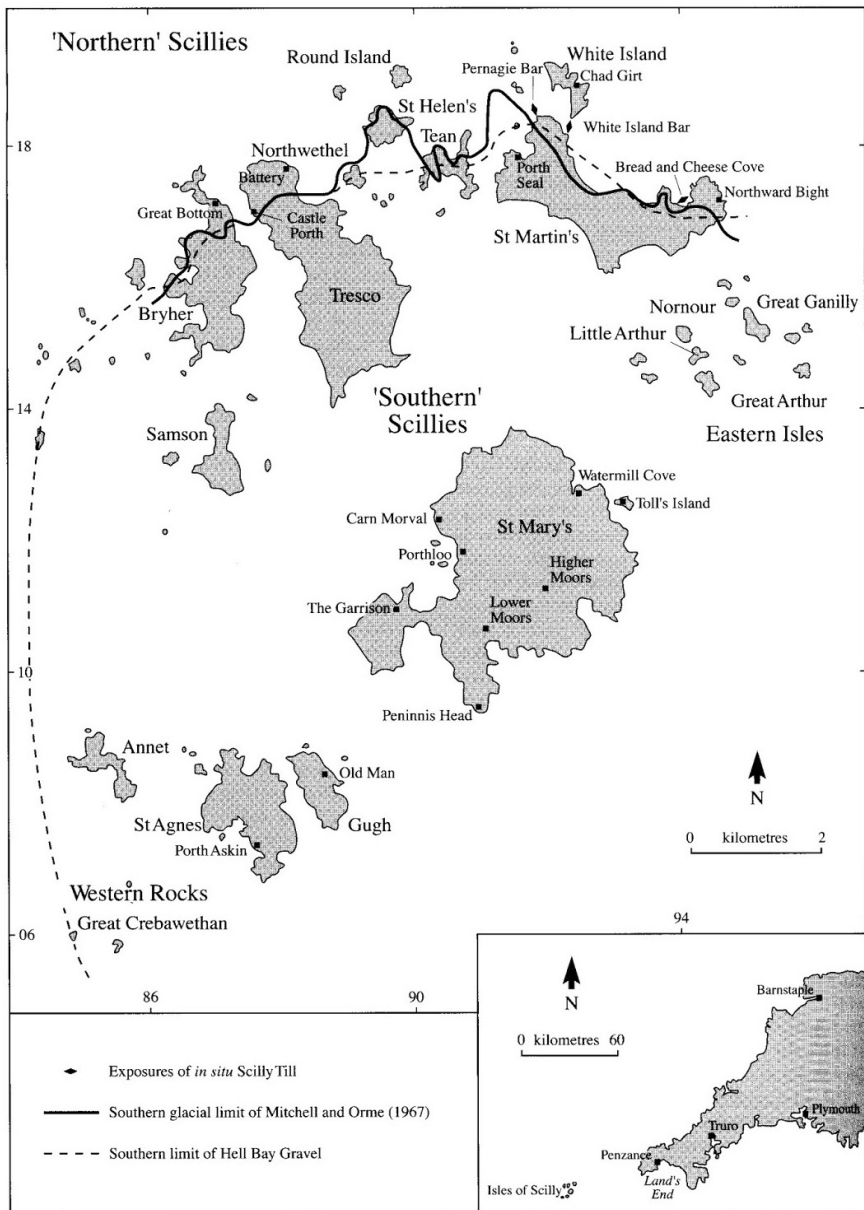 'Northern' Scillies
Round Island
White Island
Pernagie Bar
Chad Girt
St Helen's
18
Tean
White Island Bar
Northwethel
Battery
Porth
Seal
Bread and Cheese Cove
Northward Bight
Great Bottom
Castle
Porth
St Martin's
Tresco
Bryher
Nornour
Great Ganilly
Little Arthur
Great Arthur
14
'Southern'
Scillies
Eastern Isles
Samson
Watermill Cove
Toll's Island
Carn Morval
St Mary's
Porthloo
Higher
Moors
The Garrison
Lower
Moors
10
Peninnis Head
Annet
Old Man
St Agnes
Gugh
Porth Askin
N
0 kilometres 2
Western Rocks
Great Crebawethan
06
94
86
90
N
0 kilometres 60
Barnstaple
Plymouth
Truro
Penzance
Land's
End
Isles of Scilly
Exposures of in situ Scilly Till
Southern glacial limit of Mitchell and Orme (1967)
Southern limit of Hell Bay Gravel